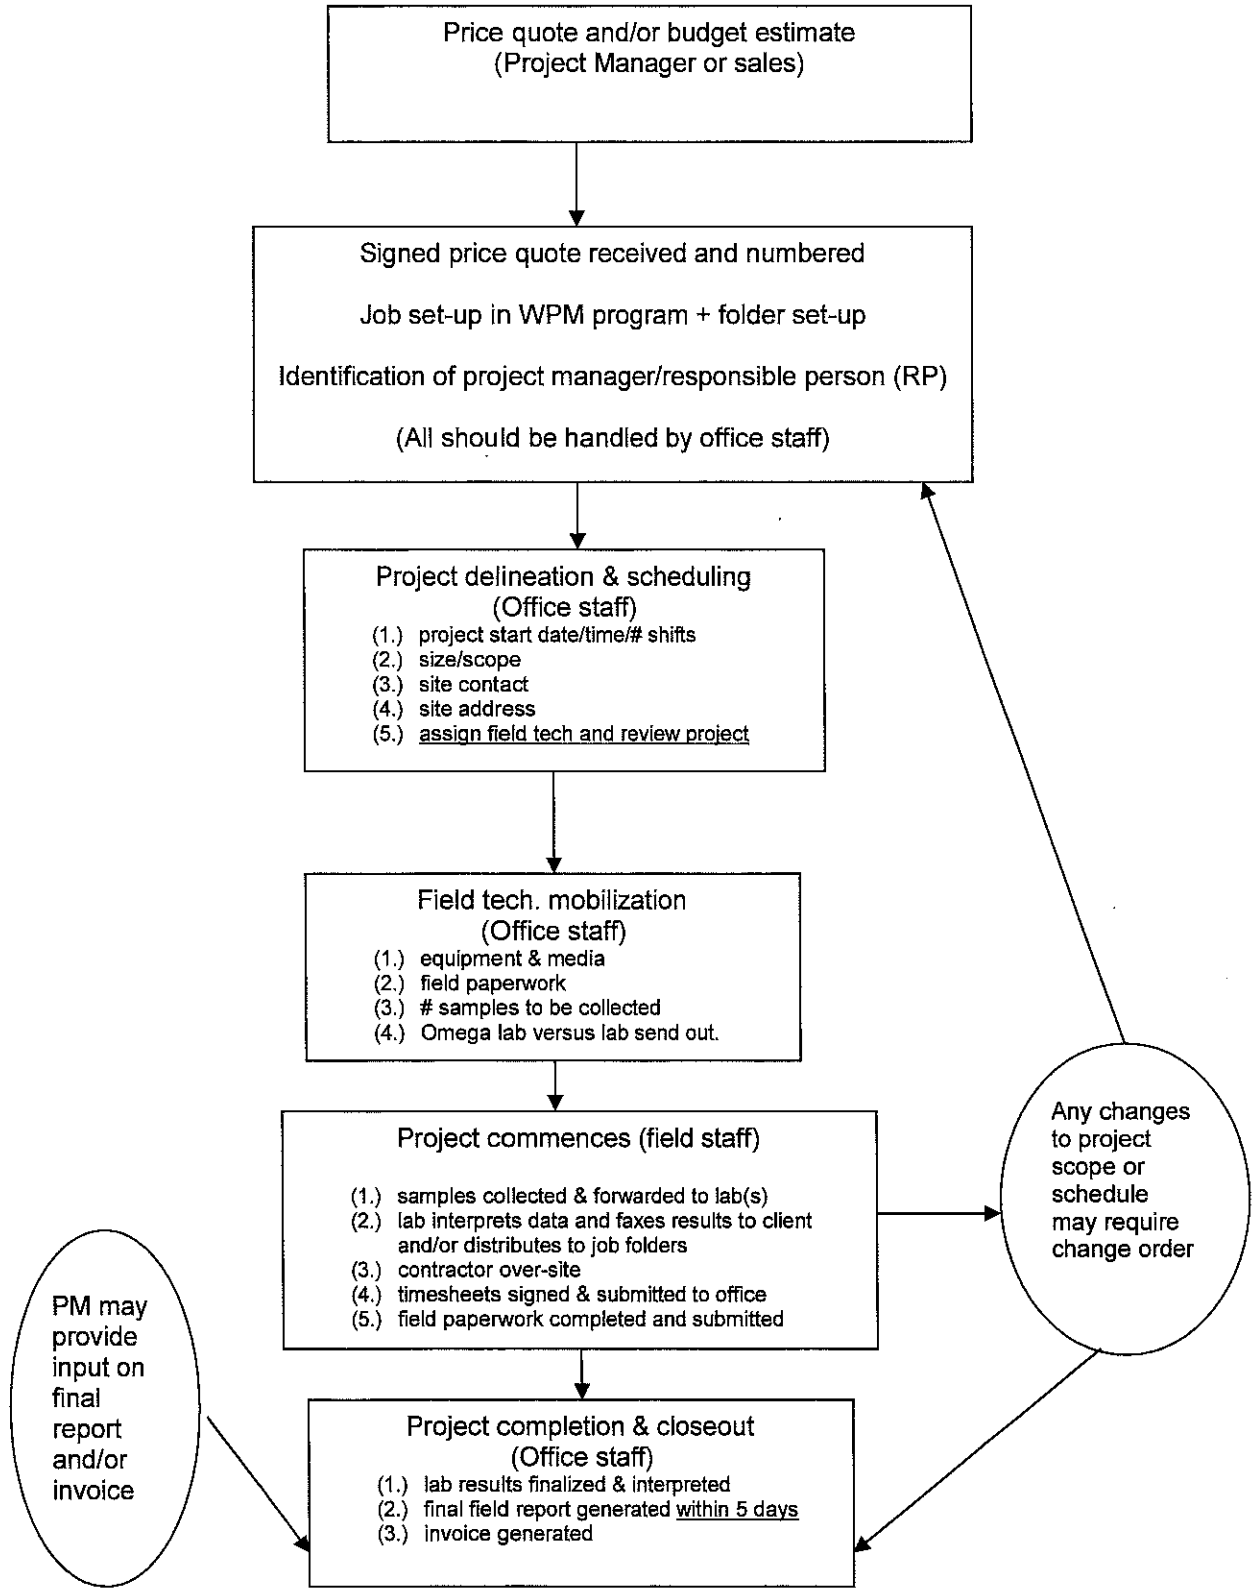 Price quote and/or budget estimate
(Project Manager or sales)
Signed price quote received and numbered
Job set-up in WPM program + folder set-up
Identification of project manager/responsible person (RP)
(All should be handled by office staff)
Project delineation & scheduling
(Office staff)
(1.) project start date/time/# shifts
(2.) size/scope
(3.) site contact
(4.) site address
(5.) assign field tech and review project
Field tech. mobilization
(Office staff)
(1.) equipment & media
(2.) field paperwork
(3.) # samples to be collected
(4.) Omega lab versus lab send out.
Project commences (field staff)
(1.) samples collected & forwarded to lab(s)
(2.) lab interprets data and faxes results to client
and/or distributes to job folders
(3.) contractor over-site
(4.) timesheets signed & submitted to office
(5.) field paperwork completed and submitted
Any changes
to project
scope or
schedule
may require
change order
PM may
provide
input on
final
report
and/or
invoice
Project completion & closeout
(Office staff)
(1.) lab results finalized & interpreted
(2.) final field report generated within 5 days
(3.) invoice generated